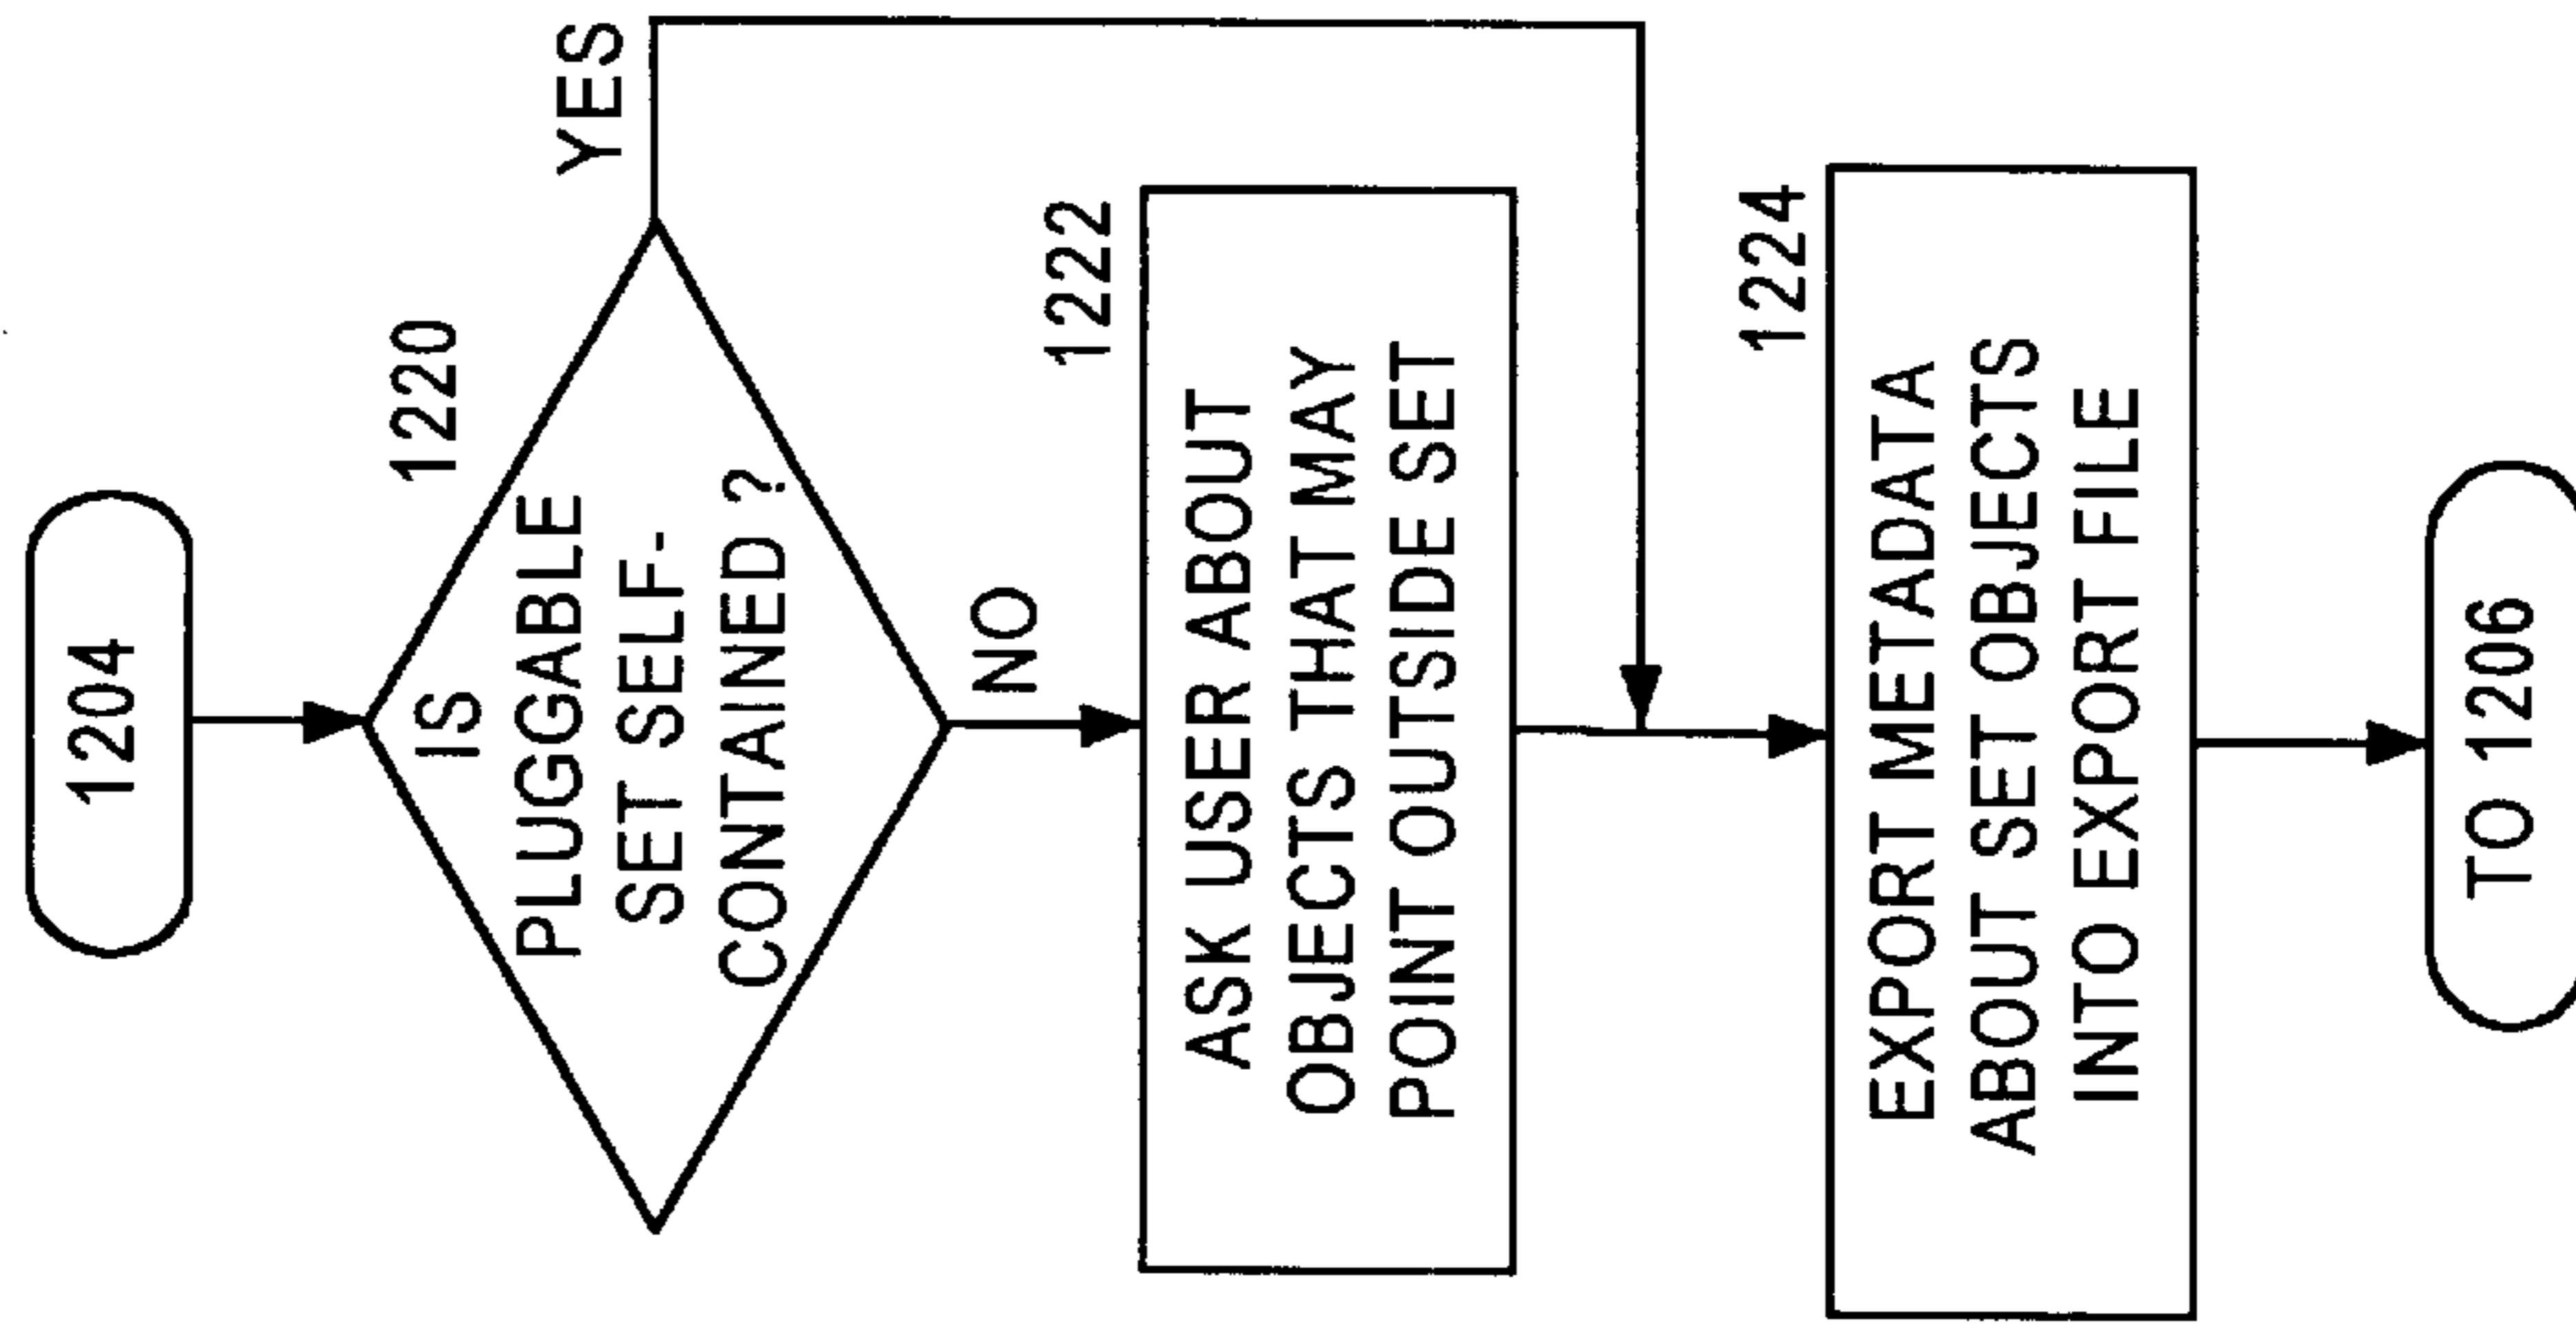 1204
1220
IS
PLUGGABLE
SET SELF-
CONTAINED ?
YES
NO
1222
ASK USER ABOUT
OBJECTS THAT MAY
POINT OUTSIDE SET
1224
EXPORT METADATA
ABOUT SET OBJECTS
INTO EXPORT FILE
TO 1206